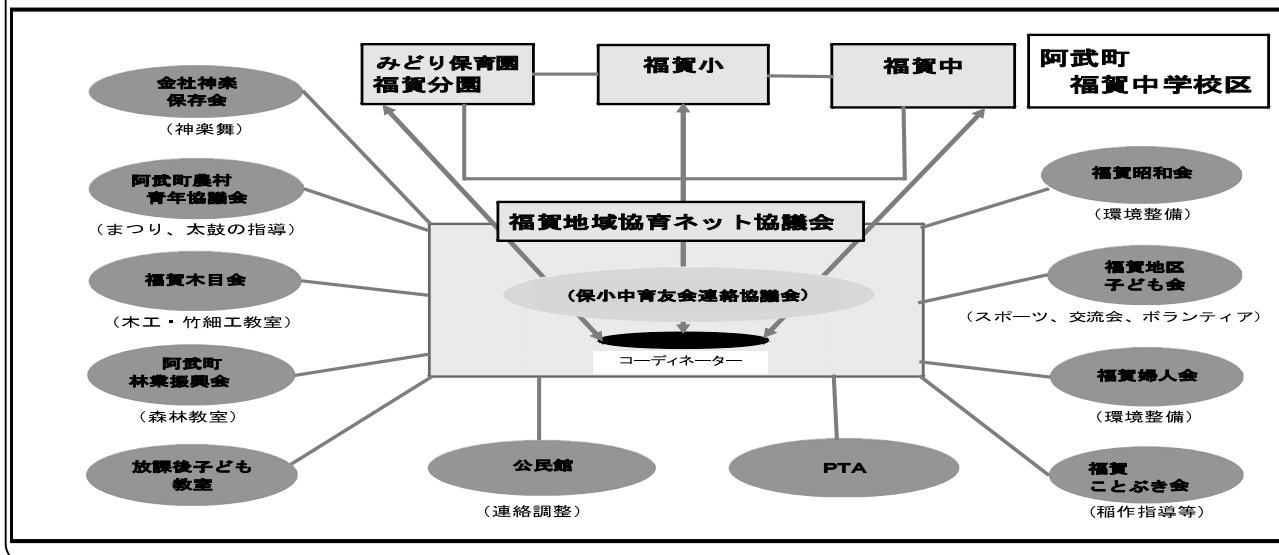 みどり保育園
福賀分園
福賀小
福賀中
阿武町
福賀中学校区
金社神楽
保存会
(神楽舞)
阿武町農村
青年協議会
(まつり、太鼓の指導)
福賀木目会
(木工・竹細工教室)
阿武町
林業振興会
(森林教室)
放課後子ども
教室
福賀地域協育ネット協議会
(保小中育友会連絡協議会)
コーディネーター
公民館
(連絡調整)
PTA
福賀昭和会
(環境整備)
福賀地区
子ども会
(スポーツ、交流会、ボランティア)
福賀婦人会
(環境整備)
福賀
ことぶき会
(稲作指導等)